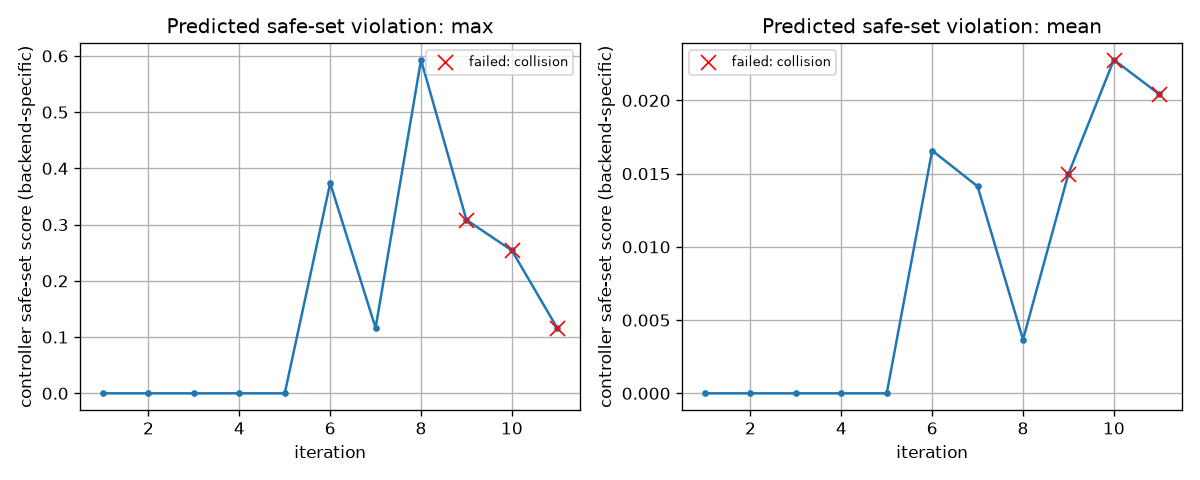 Predicted safe-set violation: max
controller safe-set score (backend-specific)
0.6
0.5
0.4
0.3
0.2
0.1
0.0
failed: collision
2 4 6 8 10
iteration
Predicted safe-set violation: mean
controller safe-set score (backend-specific)
0.020
0.015
0.010
0.005
0.000
failed: collision
2 4 6 8 10
iteration